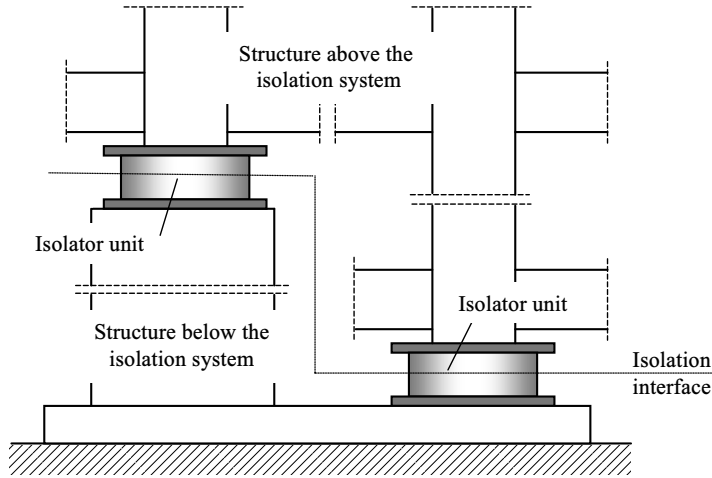 Structure above the
isolation system
Isolator unit
Isolator unit
Structure below the
isolation system
Isolation
interface